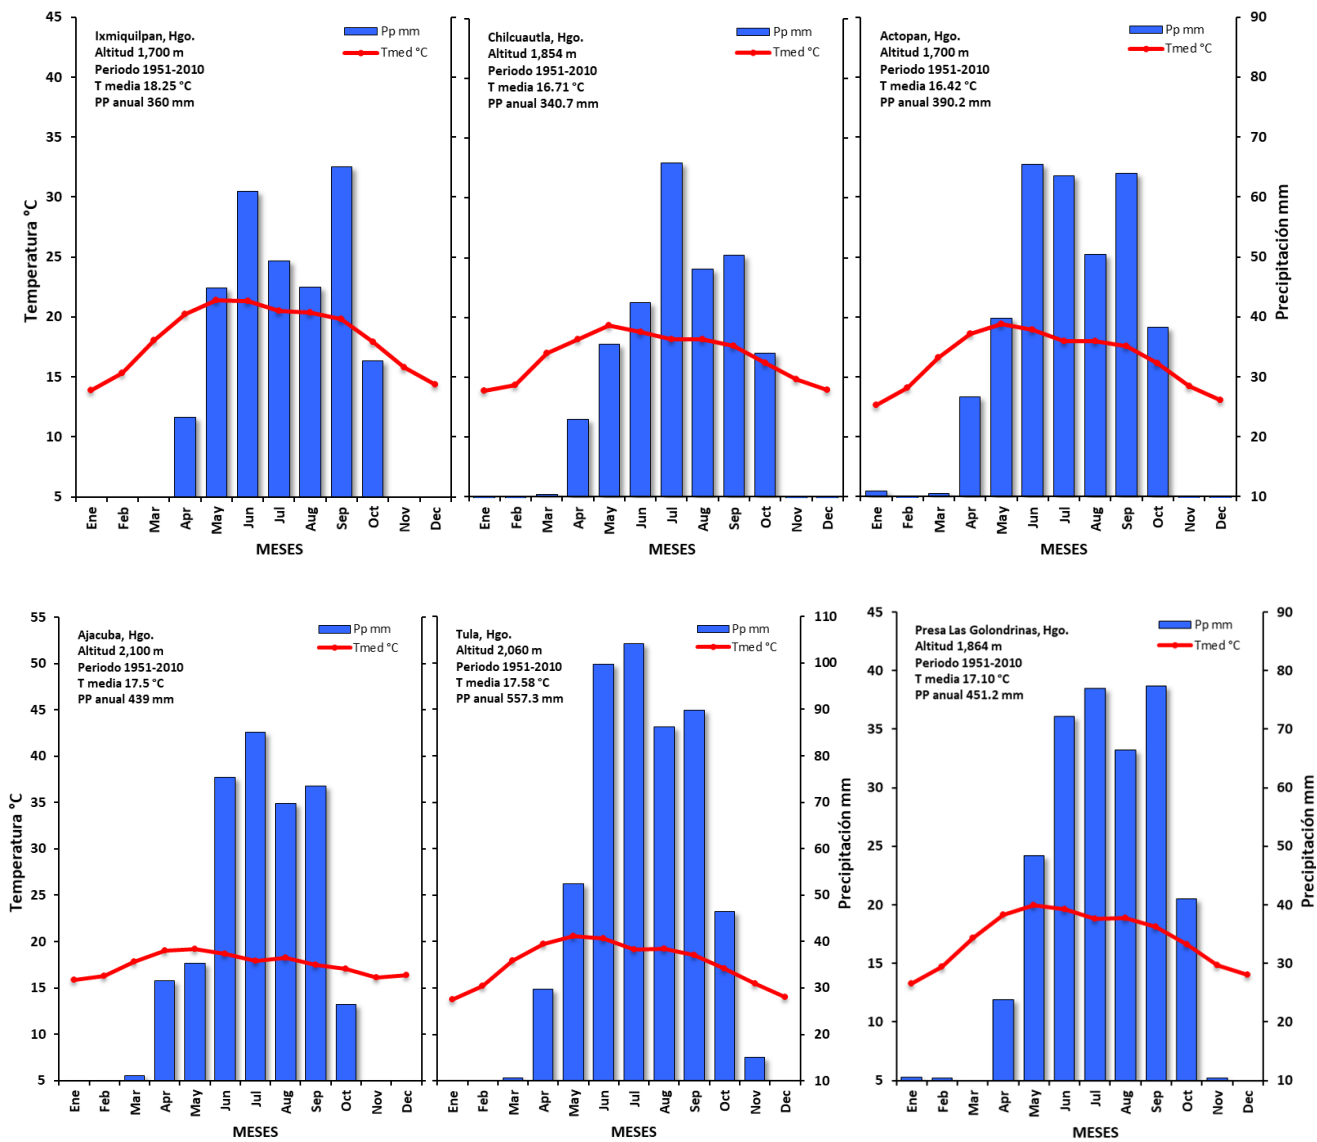 Ixmiquilpan, Hgo.
Altitud 1,700 m
Periodo 1951-2010
T media 18.25 °C
PP anual 360 mm
Pp mm
Tmed °C
Chilcuautla, Hgo.
Altitud 1,854 m
Periodo 1951-2010
T media 16.71 °C
PP anual 340.7 mm
Pp mm
Tmed °C
Actopan, Hgo.
Altitud 1,700 m
Periodo 1951-2010
T media 16.42 °C
PP anual 390.2 mm
Pp mm
Tmed °C
Temperatura °C
45
40
35
30
25
20
15
10
5
90
80
70
60
50
40
30
20
10
Precipitación mm
Ene Feb Mar Apr May Jun Jul Aug Sep Oct Nov Dec
MESES
Ene Feb Mar Apr May Jun Jul Aug Sep Oct Nov Dec
MESES
Ene Feb Mar Apr May Jun Jul Aug Sep Oct Nov Dec
MESES
Ajacuba, Hgo.
Altitud 2,100 m
Periodo 1951-2010
T media 17.5 °C
PP anual 439 mm
Pp mm
Tmed °C
Temperatura °C
55
50
45
40
35
30
25
20
15
10
5
Ene Feb Mar Apr May Jun Jul Aug Sep Oct Nov Dec
MESES
Tula, Hgo.
Altitud 2,060 m
Periodo 1951-2010
T media 17.58 °C
PP anual 557.3 mm
Pp mm
Tmed °C
110
100
90
80
70
60
50
40
30
20
10
Precipitación mm
Ene Feb Mar Apr May Jun Jul Aug Sep Oct Nov Dec
MESES
Presa Las Golondrinas, Hgo.
Altitud 1,864 m
Periodo 1951-2010
T media 17.10 °C
PP anual 451.2 mm
Pp mm
Tmed °C
45
40
35
30
25
20
15
10
5
90
80
70
60
50
40
30
20
10
Precipitación mm
Ene Feb Mar Apr May Jun Jul Aug Sep Oct Nov Dec
MESES